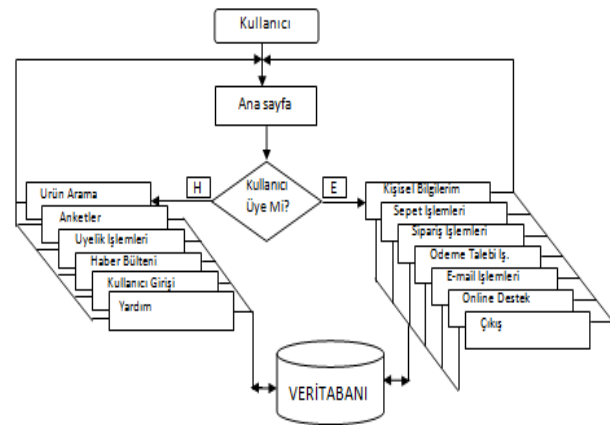 Kullanıcı
Ana sayfa
Kullanıcı
Üye Mi?
H
E
Urün Arama
Anketler
Uyelik İşlemleri
Haber Bülteni
Kullanıcı Girişi
Yardım
Kişisel Bilgilerim
Sepet İşlemleri
Sipariş İşlemleri
Odeme Talebi İş.
E-mail İşlemleri
Online Destek
Çıkış
VERİTABANI